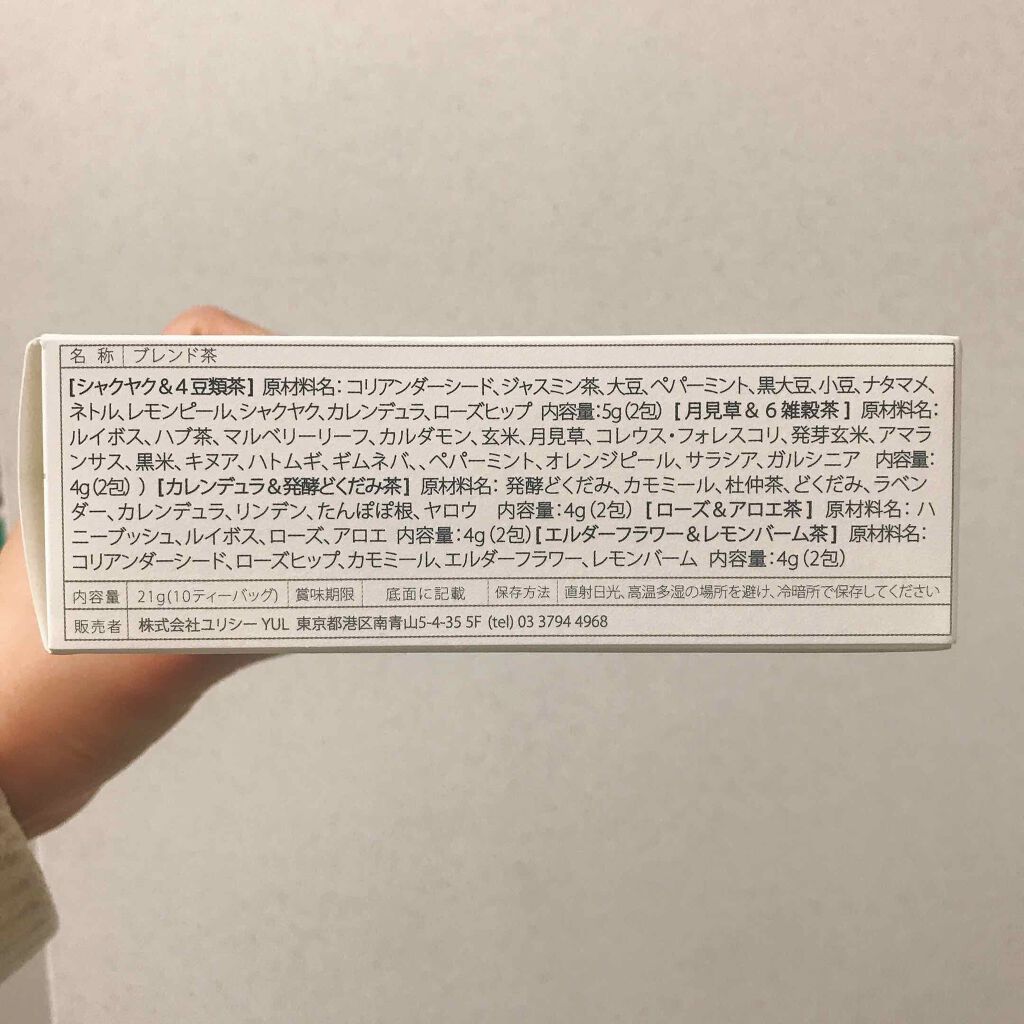 名称 ブレンド茶
[シャクヤク＆４豆類茶] 原材料名：コリアンダーシード、ジャスミン茶、大豆、ペパーミント、黒大豆、小豆、ナタマメ、
ネトル、レモンピール、シャクヤク、カレンデュラ、ローズヒップ 内容量：5g（2包） [ 月見草＆６雑穀茶 ] 原材料名：
ルイボス、ハブ茶、マルベリーリーフ、カルダモン、玄米、月見草、コレウス・フォレスコリ、発芽玄米、アマラ
ンサス、黒米、キヌア、ハトムギ、ギムネバ、、ペパーミント、オレンジピール、サラシア、ガルシニア 内容量：
4g（2包） ) [カレンデュラ＆発酵どくだみ茶] 原材料名：発酵どくだみ、カモミール、杜仲茶、どくだみ、ラベン
ダー、カレンデュラ、リンデン、たんぽぽ根、ヤロウ 内容量：4g（2包） [ ローズ＆アロエ茶 ] 原材料名：ハ
ニーブッシュ、ルイボス、ローズ、アロエ 内容量：4g（2包）[エルダーフラワー＆レモンバーム茶] 原材料名：
コリアンダーシード、ローズヒップ、カモミール、エルダーフラワー、レモンバーム 内容量：4g（2包）
内容量 21g(10ティーバッグ) 賞味期限 底面に記載 保存方法 直射日光、高温多湿の場所を避け、冷暗所で保存してください
販売者 株式会社ユリシー YUL 東京都港区南青山5-4-35 5F (tel) 03 3794 4968